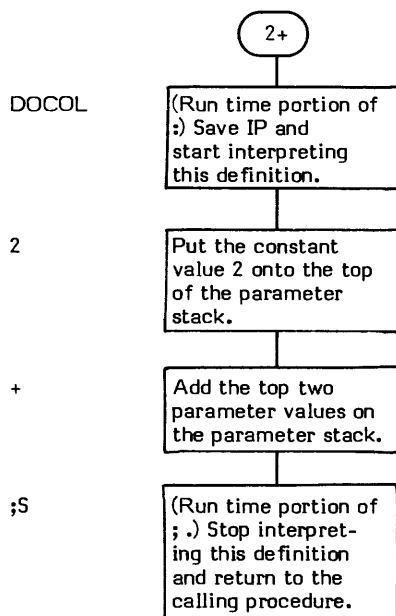 2+
DOCOL
(Run time portion of
:) Save IP and
start interpreting
this definition.
2
Put the constant
value 2 onto the top
of the parameter
stack.
+
Add the top two
parameter values on
the parameter stack.
;S
(Run time portion of
; .) Stop interpret-
ing this definition
and return to the
calling procedure.